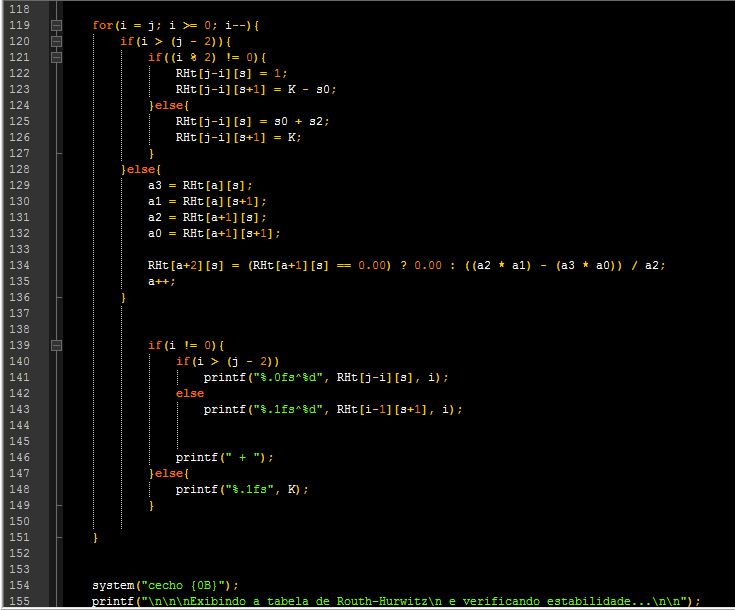 118
119 for(i = j; i >= 0; i--){
120 if(i > (j - 2)){
121 if((i % 2) != 0){
122 RHt[j-i][s] = 1;
123 RHt[j-i][s+1] = K - s0;
124 }else{
125 RHt[j-i][s] = s0 + s2;
126 RHt[j-i][s+1] = K;
127 }
128 }else{
129 a3 = RHt[a][s];
130 a1 = RHt[a][s+1];
131 a2 = RHt[a+1][s];
132 a0 = RHt[a+1][s+1];
133
134 RHt[a+2][s] = (RHt[a+1][s] == 0.00) ? 0.00 : ((a2 * a1) - (a3 * a0)) / a2;
135 a++;
136 }
137
138
139 if(i != 0){
140 if(i > (j - 2))
141 printf("%.0fs^%d", RHt[j-i][s], i);
142 else
143 printf("%.1fs^%d", RHt[i-1][s+1], i);
144
145
146 printf(" + ");
147 }else{
148 printf("%.1fs", K);
149 }
150
151 }
152
153
154 system("cecho {0B}");
155 printf("\n\n\nExibindo a tabela de Routh-Hurwitz\n e verificando estabilidade...\n\n");